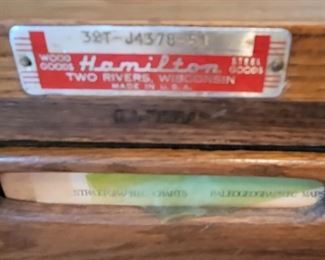 32T-J4378-51
WOOD GOODS Hamilton STEEL GOODS
TWO RIVERS, WISCONSIN
MADE IN U.S.A.
STRATIGRAPHIC CHARTS PALEOGEOGRAPHIC MAPS